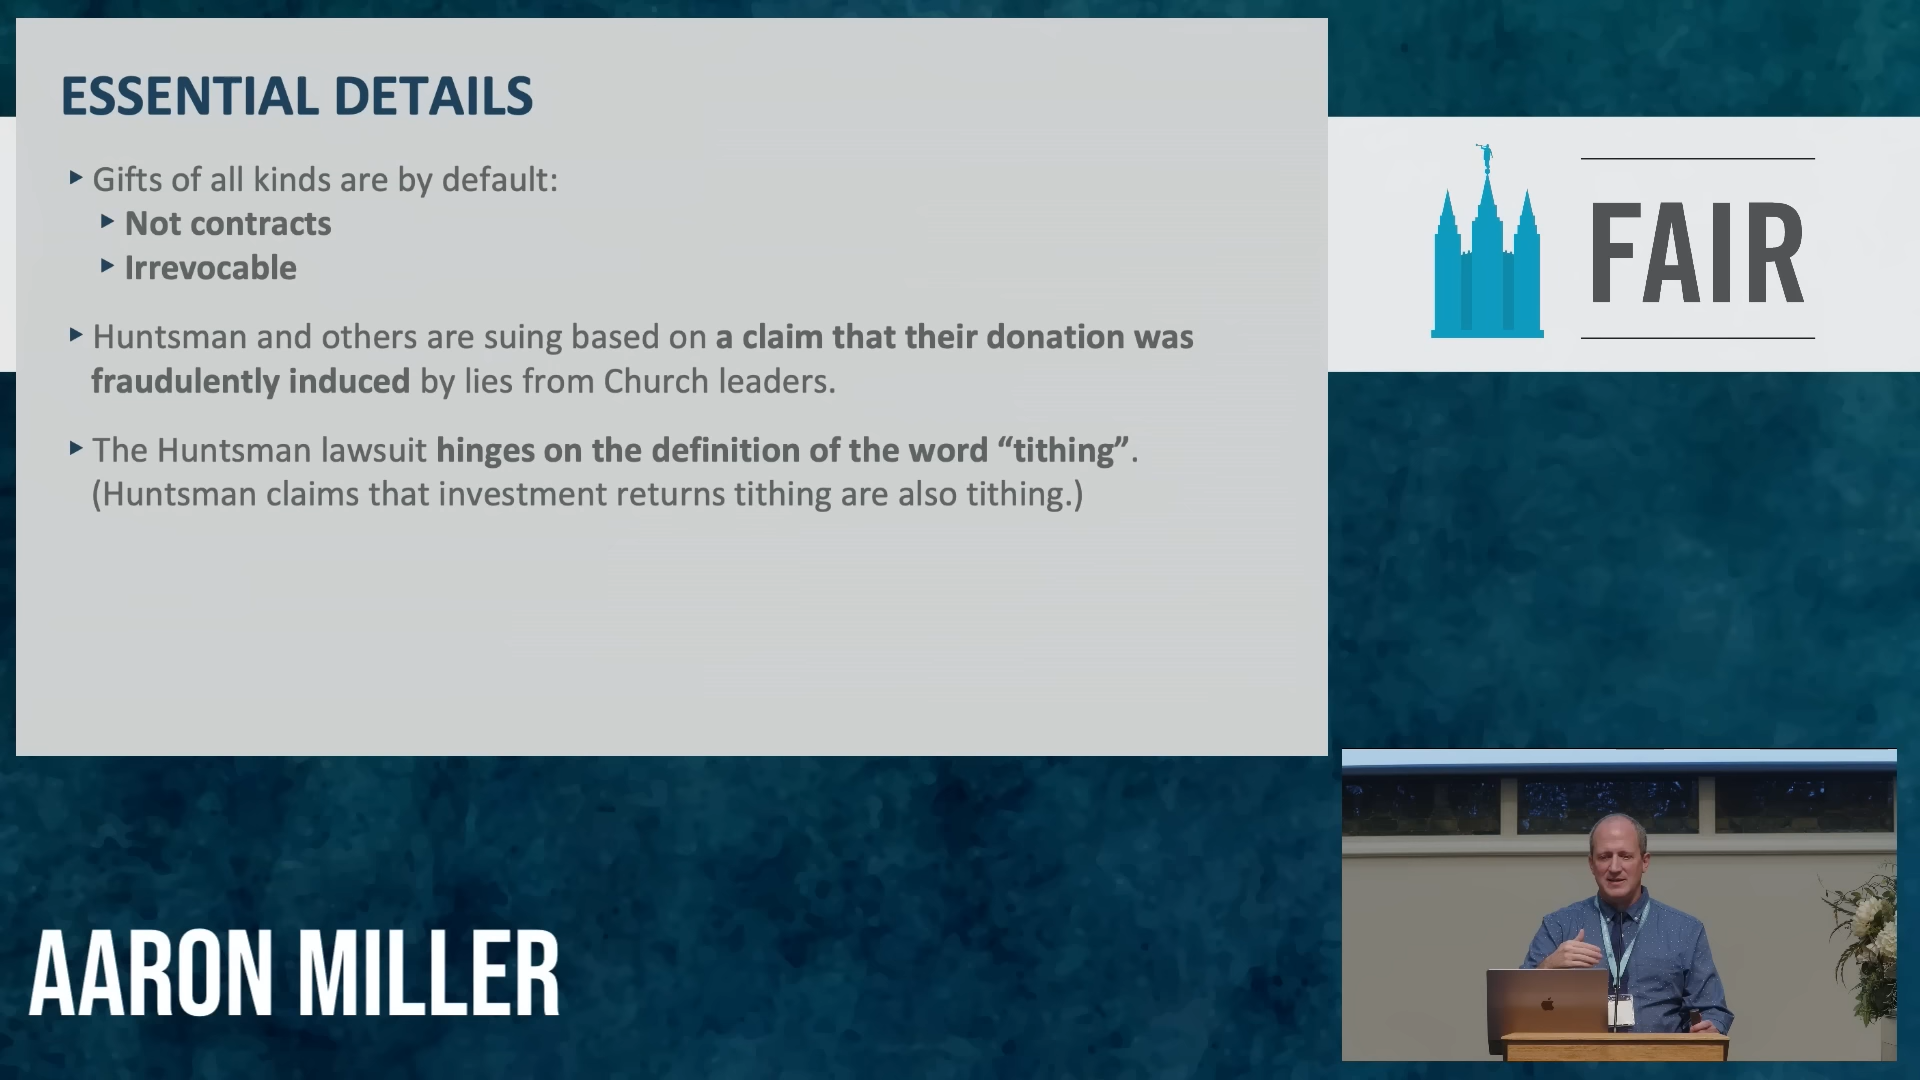 ESSENTIAL DETAILS
Gifts of all kinds are by default:
Not contracts
Irrevocable
Huntsman and others are suing based on a claim that their donation was
fraudulently induced by lies from Church leaders.
The Huntsman lawsuit hinges on the definition of the word “tithing”.
(Huntsman claims that investment returns tithing are also tithing.)
FAIR
AARON MILLER